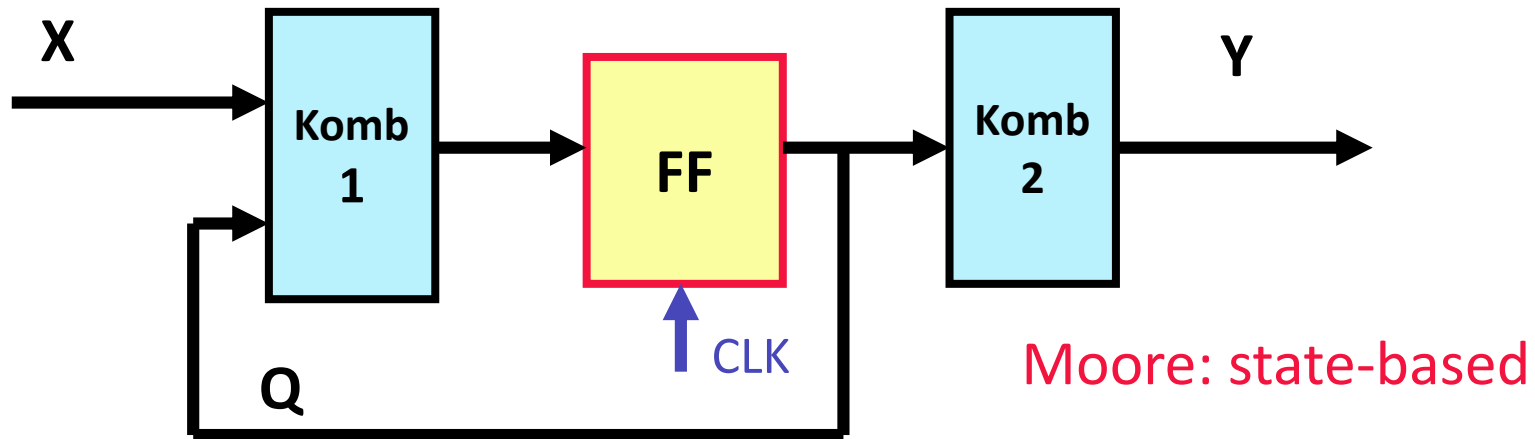 X
Komb
1
FF
Komb
2
Y
CLK
Q
Moore: state-based